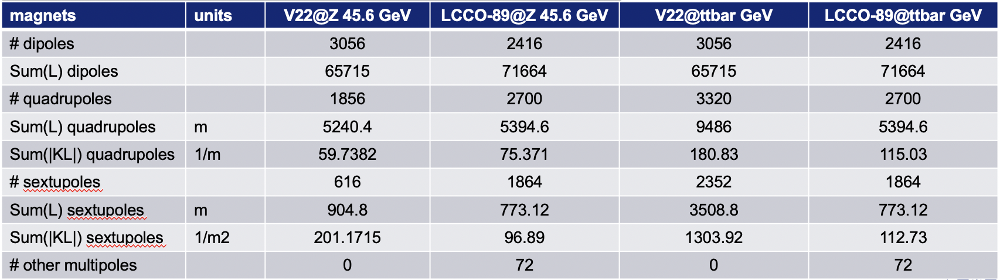 magnets units V22@Z 45.6 GeV LCCO-89@Z 45.6 GeV V22@ttbar GeV LCCO-89@ttbar GeV
# dipoles 3056 2416 3056 2416
Sum(L) dipoles 65715 71664 65715 71664
# quadrupoles 1856 2700 3320 2700
Sum(L) quadrupoles m 5240.4 5394.6 9486 5394.6
Sum(|KL|) quadrupoles 1/m 59.7382 75.371 180.83 115.03
# sextupoles 616 1864 2352 1864
Sum(L) sextupoles m 904.8 773.12 3508.8 773.12
Sum(|KL|) sextupoles 1/m2 201.1715 96.89 1303.92 112.73
# other multipoles 0 72 0 72